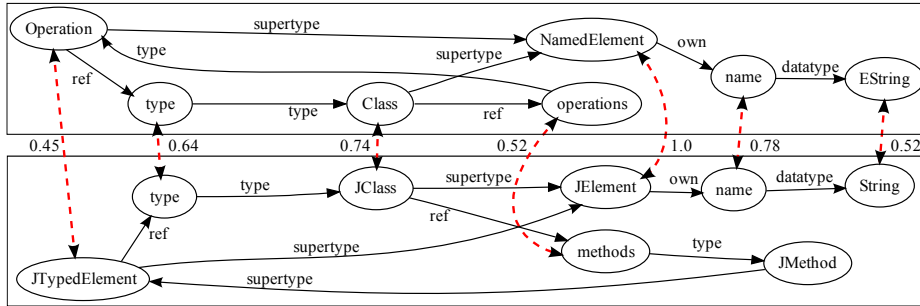 Operation
supertype
NamedElement
own
type
supertype
ref
name
datatype
EString
type
type
Class
ref
operations
0.45
0.64
0.74
0.52
1.0
0.78
0.52
type
type
JClass
supertype
JElement
own
name
datatype
String
ref
ref
supertype
methods
type
JMethod
JTypedElement
supertype